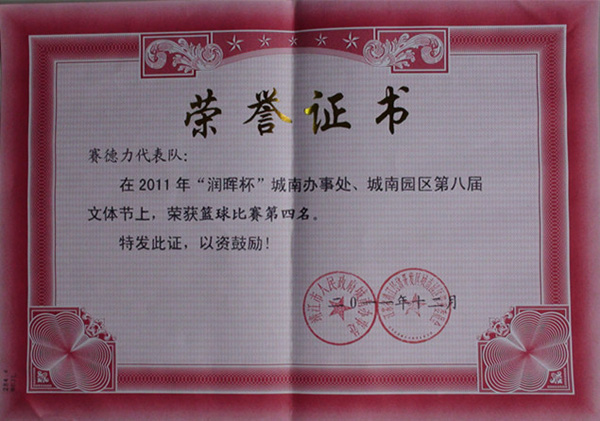 荣誉证书
赛德力代表队：
在2011年“润晖杯”城南办事处、城南园区第八届
文体节上，荣获篮球比赛第四名。
特发此证，以资鼓励！
二〇一一年十二月